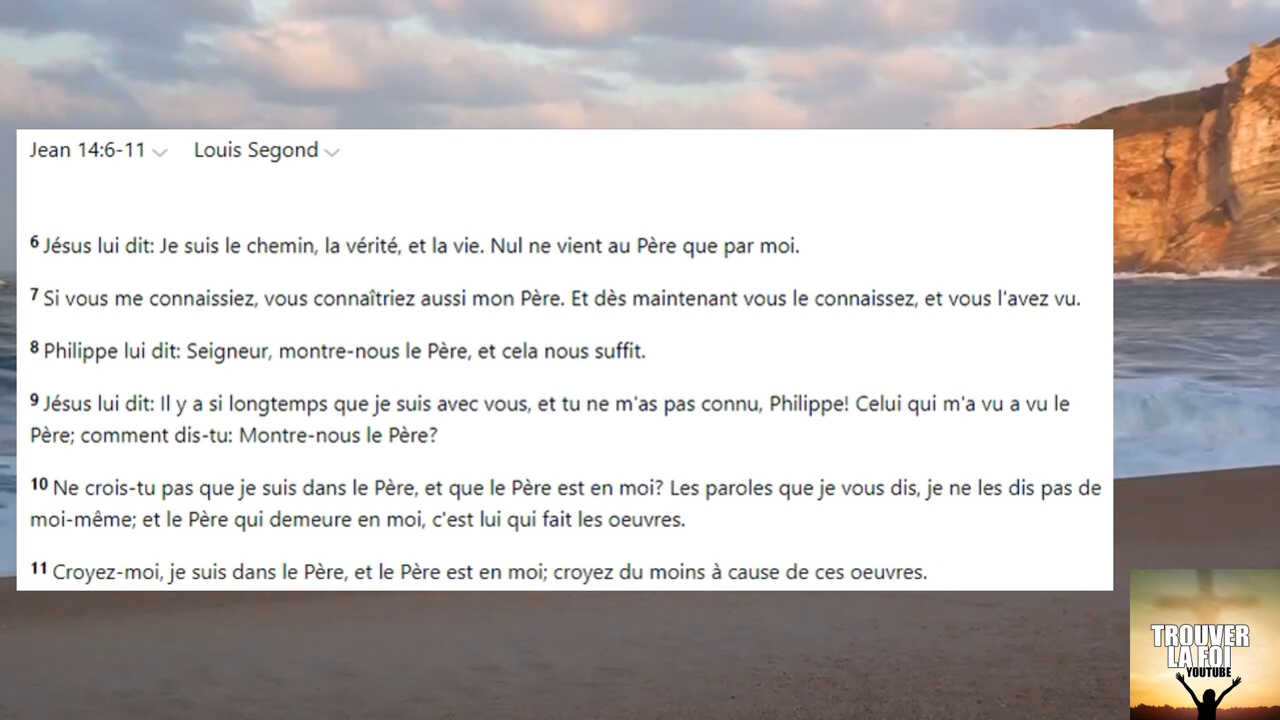 Jean 14:6-11 Louis Segond
6 Jésus lui dit: Je suis le chemin, la vérité, et la vie. Nul ne vient au Père que par moi.
7 Si vous me connaissiez, vous connaîtriez aussi mon Père. Et dès maintenant vous le connaissez, et vous l'avez vu.
8 Philippe lui dit: Seigneur, montre-nous le Père, et cela nous suffit.
9 Jésus lui dit: Il y a si longtemps que je suis avec vous, et tu ne m'as pas connu, Philippe! Celui qui m'a vu a vu le
Père; comment dis-tu: Montre-nous le Père?
10 Ne crois-tu pas que je suis dans le Père, et que le Père est en moi? Les paroles que je vous dis, je ne les dis pas de
moi-même; et le Père qui demeure en moi, c'est lui qui fait les oeuvres.
11 Croyez-moi, je suis dans le Père, et le Père est en moi; croyez du moins à cause de ces oeuvres.
TROUVER
LA FOI
YOUTUBE